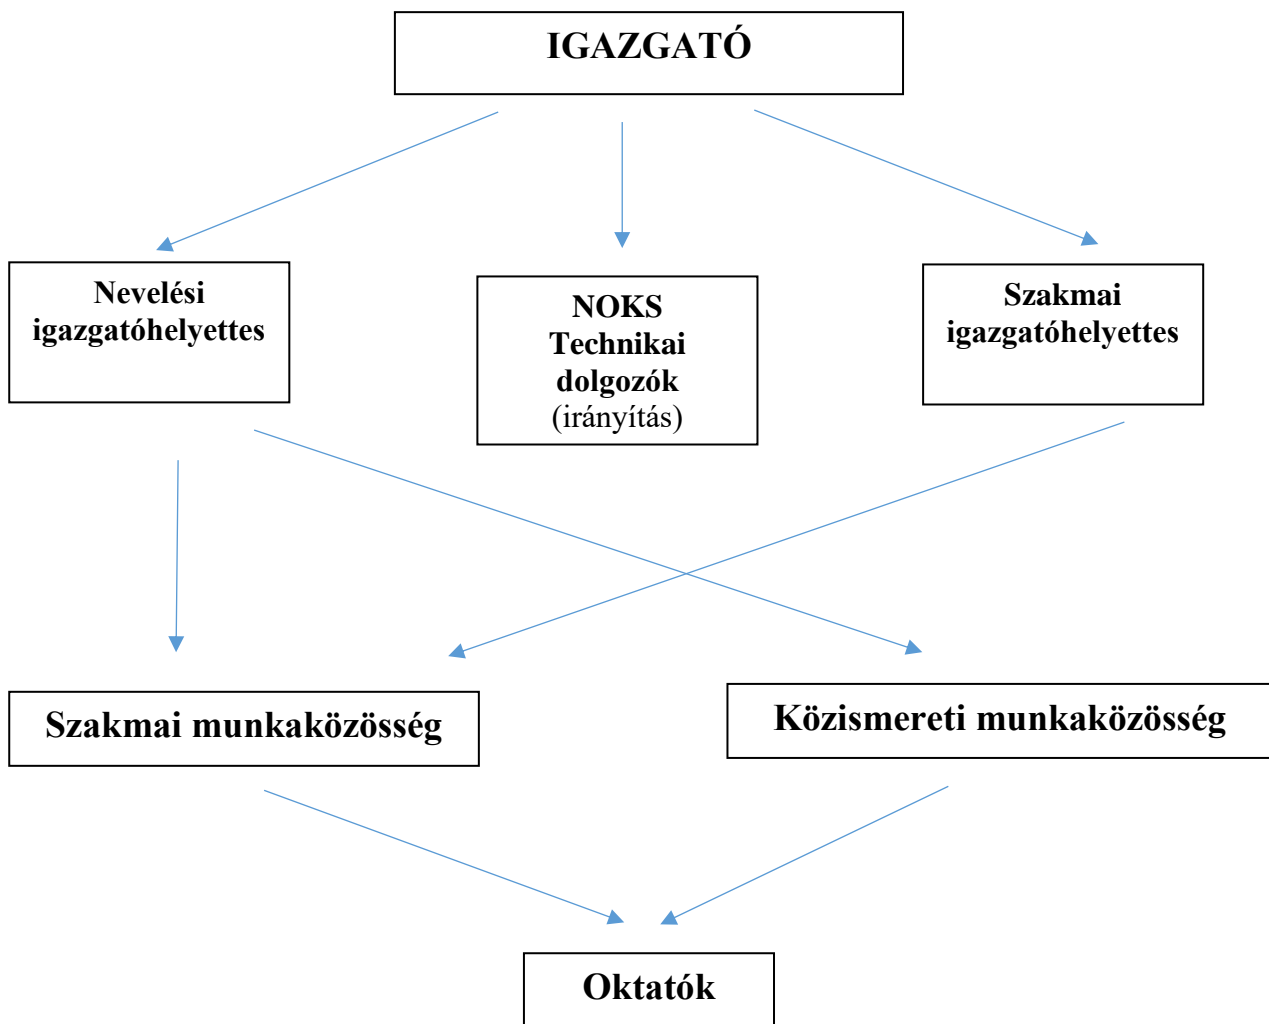 IGAZGATÓ
Nevelési
igazgatóhelyettes
NOKS
Technikai
dolgozók
(irányítás)
Szakmai
igazgatóhelyettes
Szakmai munkaközösség
Közismereti munkaközösség
Oktatók